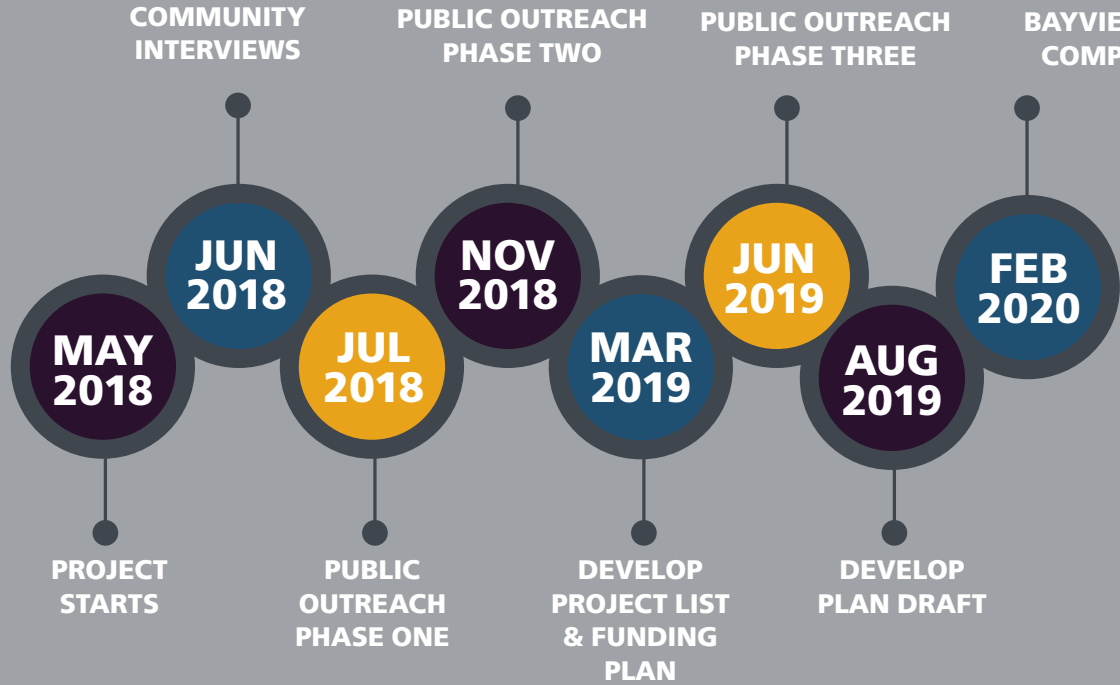 COMMUNITY
INTERVIEWS
PUBLIC OUTREACH
PHASE TWO
PUBLIC OUTREACH
PHASE THREE
MAY
2018
JUN
2018
JUL
2018
NOV
2018
MAR
2019
JUN
2019
AUG
2019
FEB
2020
PROJECT
STARTS
PUBLIC
OUTREACH
PHASE ONE
DEVELOP
PROJECT LIST
& FUNDING
PLAN
DEVELOP
PLAN DRAFT